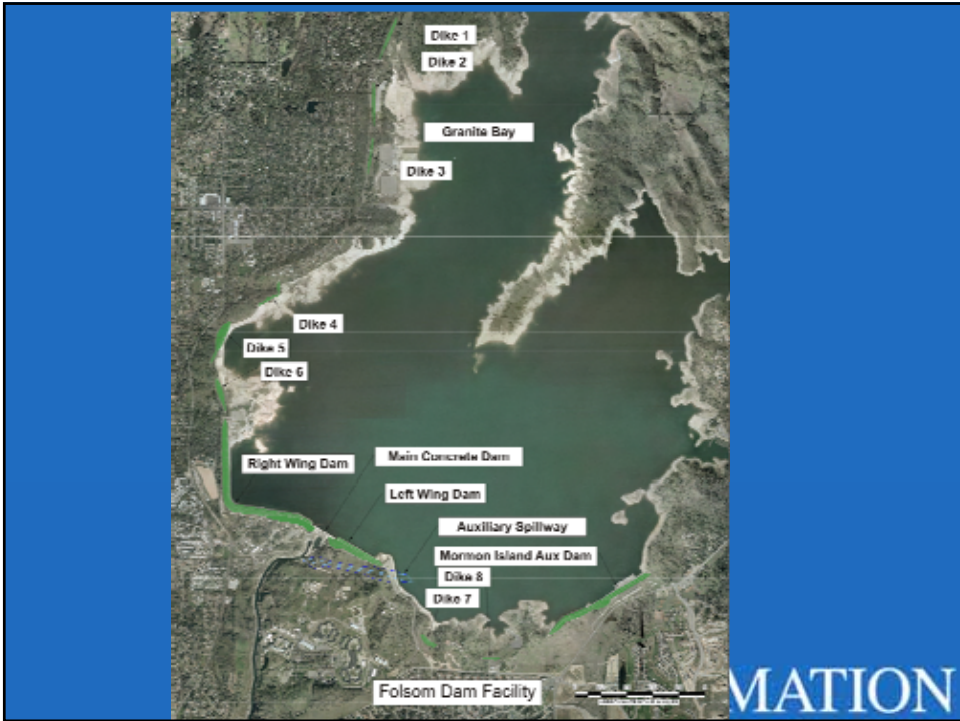 Dike 1
Dike 2
Granite Bay
Dike 3
Dike 4
Dike 5
Dike 6
Right Wing Dam
Main Concrete Dam
Left Wing Dam
Auxiliary Spillway
Mormon Island Aux Dam
Dike 8
Dike 7
Folsom Dam Facility
MATION